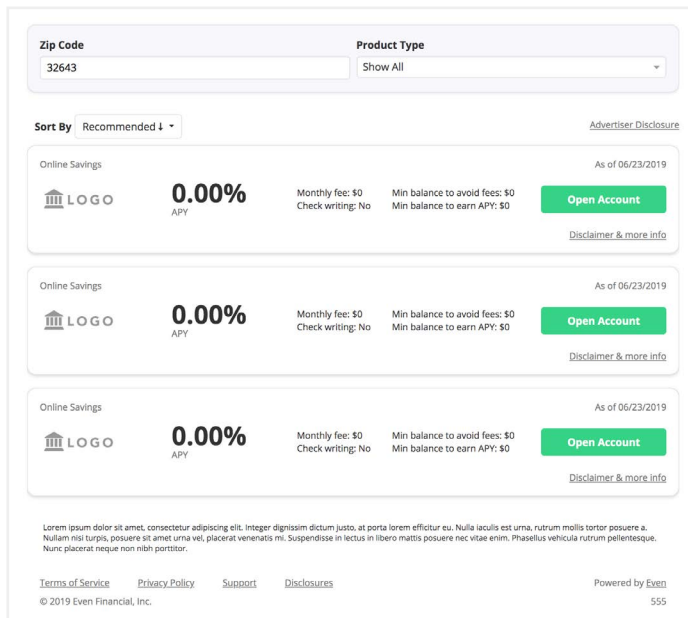 Zip Code
Product Type
32643
Show All
Sort By Recommended↓
Advertiser Disclosure
Online Savings
As of 06/23/2019
LOGO
0.00%
APY
Monthly fee: $0
Check writing: No
Min balance to avoid fees: $0
Min balance to earn APY: $0
Open Account
Disclaimer & more info
Online Savings
As of 06/23/2019
LOGO
0.00%
APY
Monthly fee: $0
Check writing: No
Min balance to avoid fees: $0
Min balance to earn APY: $0
Open Account
Disclaimer & more info
Online Savings
As of 06/23/2019
LOGO
0.00%
APY
Monthly fee: $0
Check writing: No
Min balance to avoid fees: $0
Min balance to earn APY: $0
Open Account
Disclaimer & more info
Lorem ipsum dolor sit amet, consectetur adipiscing elit. Integer dignissim dictum justo, at porta lorem efficitur eu. Nulla iaculis est urna, rutrum mollis tortor posuere a.
Nullam nisi turpis, posuere sit amet urna vel, placerat venenatis mi. Suspendisse in lectus in libero mattis posuere nec vitae enim. Phasellus vehicula rutrum pellentesque.
Nunc placerat neque non nibh porttitor.
Terms of Service Privacy Policy Support Disclosures
Powered by Even
© 2019 Even Financial, Inc.
555